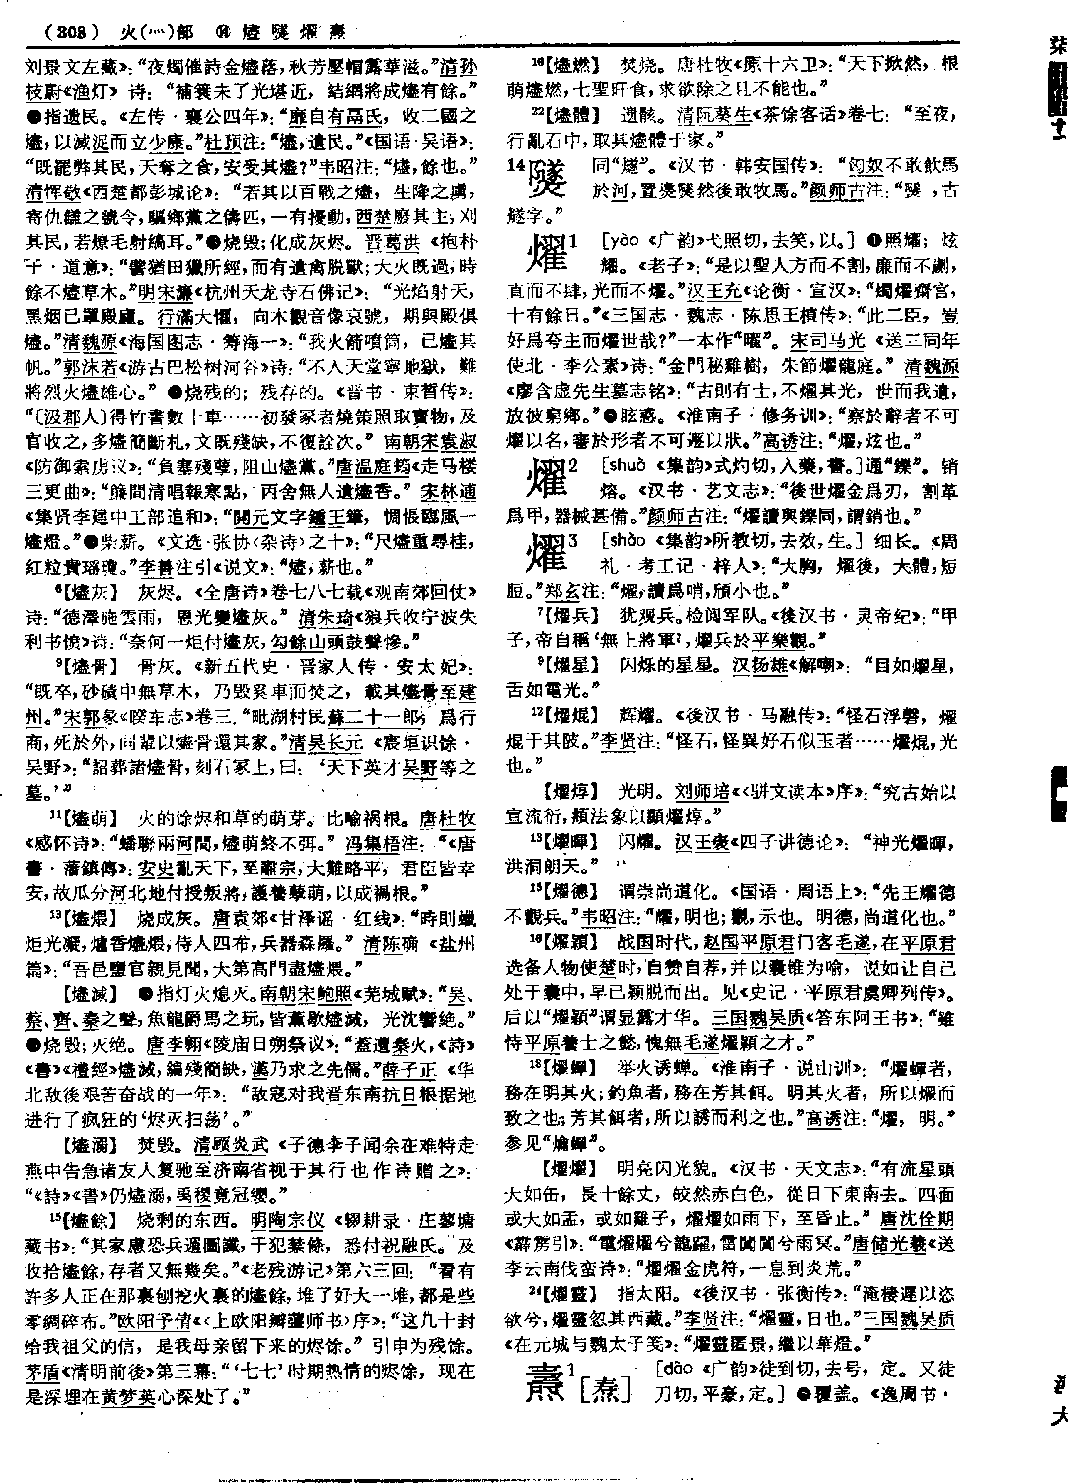 (308) 火(灬)部 ⑭ 燼 㸂 燿 燾
刘景文左藏》：“夜燭催詩金燼落，秋芳壓帽露華滋。”清孙
枝蔚《渔灯》诗：“補簑未了光堪近，結網將成燼有餘。”
指遗民。《左传·襄公四年》：“靡自有鬲氏，收二國之
燼，以滅浞而立少康。”杜预注：“燼，遺民。”《国语·吴语》：
“既罷弊其民，天奪之食，安受其燼？”韦昭注：“燼，餘也。”
清恽敬《西楚都彭城论》：“若其以百戰之燼，生降之虜，
寄仇讎之號令，驅鄉黨之儔匹，一有擾動，西楚廢其主，刈
其民，若燎毛射縞耳。”烧毁；化成灰烬。晋葛洪《抱朴
子·道意》：“譬猶田獵所經，而有遺禽脱獸；大火既過，時
餘不燼草木。”明宋濂《杭州天龙寺石佛记》：“光焰射天，
黑烟已罩殿廬。行滿大懼，向木觀音像哀號，期與殿俱
燼。”清魏源《海国图志·筹海一》：“我火箭噴筒，已燼其
帆。”郭沫若《游古巴松树河谷》诗：“不入天堂寧地獄，難
將烈火燼雄心。”烧残的；残存的。《晋书·束皙传》：
“〔汲郡人〕得竹書數十車……初發冢者燒策照取寶物，及
官收之，多燼簡斷札，文既殘缺，不復詮次。”南朝宋袁淑
《防御索虏议》：“負塞殘孽，阻山燼黨。”唐温庭筠《走马楼
三更曲》：“簾間清唱報寒點，丙舍無人遺燼香。”宋林逋
《集贤李建中工部追和》：“開元文字鍾王筆，惆悵臨風一
燼燈。”柴薪。《文选·张协〈杂诗〉之十》：“尺燼重尋桂，
紅粒貴瑶瓊。”李善注引《说文》：“燼，薪也。”
6【燼灰】 灰烬。《全唐诗》卷七八七载《观南郊回仗》
诗：“德澤施雲雨，恩光變燼灰。”清朱琦《狼兵收宁波失
利书愤》诗：“奈何一炬付燼灰，勾餘山頭鼓聲慘。”
9【燼骨】 骨灰。《新五代史·晋家人传·安太妃》：
“既卒，砂磧中無草木，乃毁奚車而焚之，載其燼骨至建
州。”宋郭彖《睽车志》卷三：“毗湖村民蘇二十一郎，爲行
商，死於外，同輩以燼骨還其家。”清吴长元《宸垣识馀·
吴野》：“詔葬諸燼骨，刻石冢上，曰：‘天下英才吴野等之
墓。’”
11【燼萌】 火的馀烬和草的萌芽。比喻祸根。唐杜牧
《感怀诗》：“蟠聯兩河間，燼萌終不弭。”冯集梧注：“《唐
書·藩鎮傳》：安史亂天下，至肅宗，大難略平，君臣皆幸
安，故瓜分河北地付授叛將，護養孽萌，以成禍根。”
13【燼煨】 烧成灰。唐袁郊《甘泽谣·红线》：“時則蠟
炬光凝，爐香燼煨，侍人四布，兵器森羅。”清陈璊《盐州
篇》：“吾邑鹽官親見聞，大第高門盡燼煨。”
【燼滅】 指灯火熄灭。南朝宋鲍照《芜城赋》：“吴、
蔡、齊、秦之聲，魚龍爵馬之玩，皆薰歇燼滅，光沈響絶。”
烧毁；灭绝。唐李翱《陵庙日朔祭议》：“蓋遭秦火，《詩》
《書》《禮經》燼滅，編殘簡缺，漢乃求之先儒。”薛子正《华
北敌後艰苦奋战的一年》：“敌寇对我晋东南抗日根据地
进行了疯狂的‘烬灭扫荡’。”
【燼溺】 焚毁。清顾炎武《子德李子闻余在难特走
燕中告急诸友人复驰至济南省视于其行也作诗赠之》：
“《詩》《書》仍燼溺，禹稷竟冠纓。”
15【燼餘】 烧剩的东西。明陶宗仪《辍耕录·庄蓼塘
藏书》：“其家慮恐兵遁圖讖，干犯禁條，悉付祝融氏。及
收拾燼餘，存者又無幾矣。”《老残游记》第六三回：“看有
許多人正在那裏刨挖火裏的燼餘，堆了好大一堆，都是些
零綢碎布。”欧阳予倩《〈上欧阳瓣薑师书〉序》：“这九十封
给我祖父的信，是我母亲留下来的烬馀。”引申为残馀。
茅盾《清明前後》第三幕：“‘七七’时期热情的烬馀，现在
是深埋在黄梦英心深处了。”
16【燼燃】 焚烧。唐杜牧《原十六卫》：“天下掀然，根
萌燼燃，七聖旰食，求欲除之且不能也。”
22【燼體】 遗骸。清阮葵生《茶馀客话》卷七：“至夜，
行亂石中，取其燼體于家。”
14㸂 同“燧”。《汉书·韩安国传》：“匈奴不敢飲馬
於河，置㸂㸂然後敢牧馬。”颜师古注：“㸂，古
燧字。”
燿1 [yào《广韵》弋照切，去笑，以。] ❶照耀；炫
耀。《老子》：“是以聖人方而不割，廉而不劌，
直而不肆，光而不燿。”汉王充《论衡·宣汉》：“燭燿齋宫，
十有餘日。”《三国志·魏志·陈思王植传》：“此二臣，豈
好爲夸主而燿世哉？”一本作“曜”。宋司马光《送三同年
使北·李公素》诗：“金門秘雞樹，朱節燿龍庭。”清魏源
《廖含虚先生墓志铭》：“古則有士，不燿其光，世而我遺，
放彼窮鄉。”眩惑。《淮南子·修务训》：“察於辭者不可
燿以名，審於形者不可遯以狀。”高诱注：“燿，炫也。”
燿2 [shuò《集韵》式灼切，入藥，書。]通“鑠”。销
熔。《汉书·艺文志》：“後世燿金爲刃，割革
爲甲，器械甚備。”颜师古注：“燿讀與鑠同，謂銷也。”
燿3 [shào《集韵》所教切，去效，生。] 细长。《周
礼·考工记·梓人》：“大胸，燿後，大體，短
脰。”郑玄注：“燿，讀爲哨，頎小也。”
7【燿兵】 犹观兵。检阅军队。《後汉书·灵帝纪》：“甲
子，帝自稱‘無上將軍’，燿兵於平樂觀。”
9【燿星】 闪烁的星星。汉扬雄《解嘲》：“目如燿星，
舌如電光。”
12【燿焜】 辉耀。《後汉书·马融传》：“怪石浮磬，燿
焜于其陂。”李贤注：“怪石，怪異好石似玉者……燿焜，光
也。”
【燿焞】 光明。刘师培《〈骈文读本〉序》：“究古始以
宣流衍，頫法象以顯燿焞。”
13【燿暉】 闪耀。汉王褒《四子讲德论》：“神光燿暉，
洪洞朗天。”
15【燿德】 谓崇尚道化。《国语·周语上》：“先王燿德
不觀兵。”韦昭注：“燿，明也；觀，示也。明德，尚道化也。”
16【燿穎】 战国时代，赵国平原君门客毛遂，在平原君
选备人物使楚时，自赞自荐，并以囊锥为喻，说如让自己
处于囊中，早已颖脱而出。见《史记·平原君虞卿列传》。
后以“燿穎”谓显露才华。三国魏吴质《答东阿王书》：“雖
恃平原養士之懿，愧無毛遂燿穎之才。”
18【燿蟬】 举火诱蝉。《淮南子·说山训》：“燿蟬者，
務在明其火；釣魚者，務在芳其餌。明其火者，所以燿而
致之也；芳其餌者，所以誘而利之也。”高诱注：“燿，明。”
参见“爚蟬”。
【燿燿】 明亮闪光貌。《汉书·天文志》：“有流星頭
大如缶，長十餘丈，皎然赤白色，從日下東南去。四面
或大如盂，或如雞子，燿燿如雨下，至昏止。”唐沈佺期
《霹雳引》：“電燿燿兮龍躍，雷闐闐兮雨冥。”唐储光羲《送
李云南伐蛮诗》：“燿燿金虎符，一息到炎荒。”
24【燿靈】 指太阳。《後汉书·张衡传》：“淹棲遲以恣
欲兮，燿靈忽其西藏。”李贤注：“燿靈，日也。”三国魏吴质
《在元城与魏太子笺》：“燿靈匿景，繼以華燈。”
燾1［焘］ [dào《广韵》徒到切，去号，定。又徒
刀切，平豪，定。] 覆盖。《逸周书·